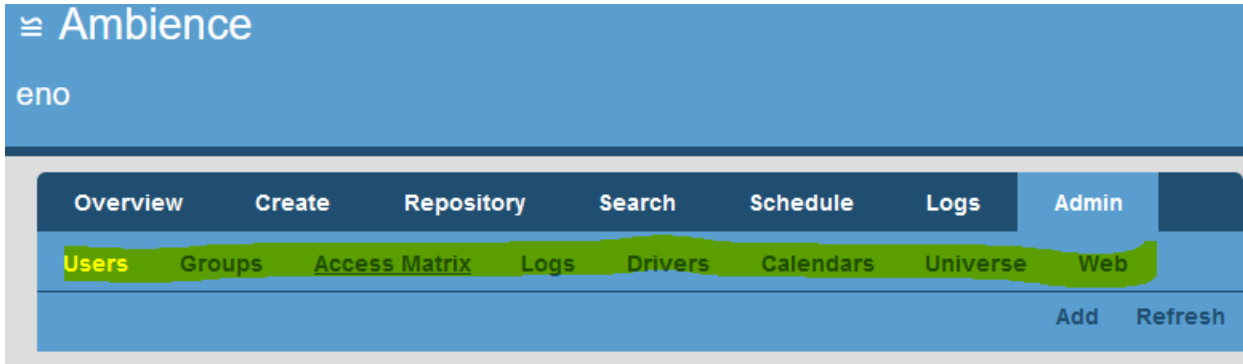 ≌ Ambience
eno
Overview Create Repository Search Schedule Logs Admin
Users Groups Access Matrix Logs Drivers Calendars Universe Web
Add Refresh